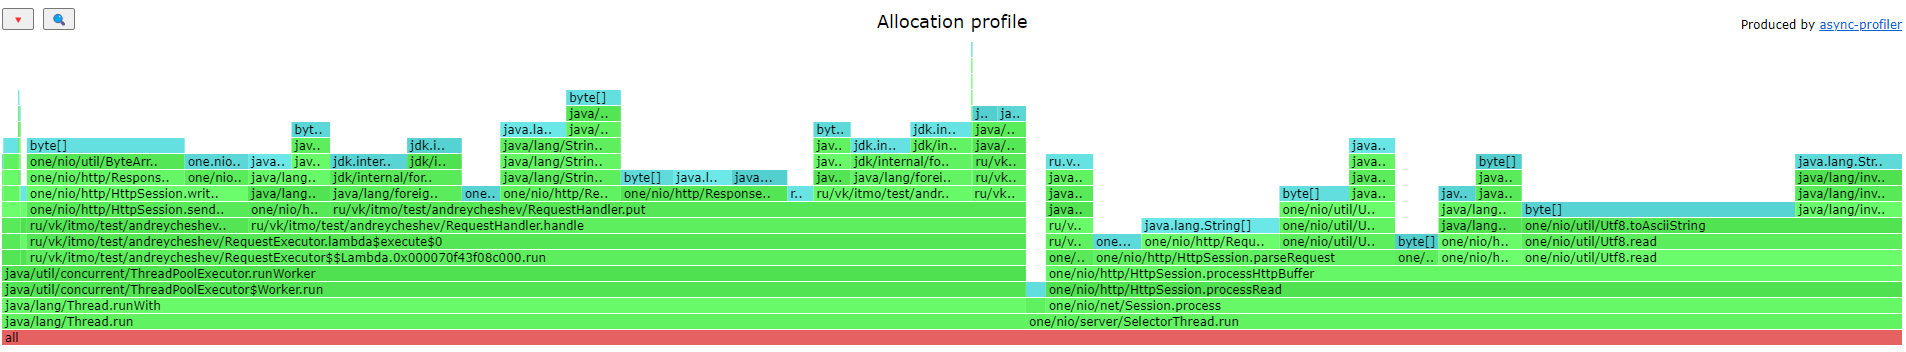 Allocation profile
Produced by async-profiler
byte[]
java/.. j.. ja..
byt.. java.la.. java/.. byt.. jdk.in.. java/..
byte[] jav.. jdk.i.. java/lang/Strin.. java/.. jav.. jdk.in.. jdk/in.. java/.. java.. 
one/nio/util/ByteArr.. one.nio.. java.. jav.. jdk.inter.. jdk/i.. java/lang/Strin.. jav.. jdk/internal/fo.. ru/vk.. ru.v.. java.. byte[] java.lang.Str..
one/nio/http/Respons.. one/nio.. java/lang.. jdk/internal/for.. java/lang/Strin.. byte[] java.l.. java... jav.. java/lang/forei.. ru/vk.. java.. java.. java.. java/lang/inv..
one/nio/http/HttpSession.writ.. java/lang.. java/lang/foreig.. one... one/nio/http/Re.. one/nio/http/Response.. r.. ru/vk/itmo/test/andr.. ru/vk.. java.. byte[] java.. jav.. java.. java/lang/inv..
one/nio/http/HttpSession.send.. one/nio/h.. ru/vk/itmo/test/andreycheshev/RequestHandler.put java.. one/nio/util/U.. java/lang.. byte[] java/lang/inv..
ru/vk/itmo/test/andreycheshev.. ru/vk/itmo/test/andreycheshev/RequestHandler.handle ru/v.. java.lang.String[] one/nio/util/U.. java/lang.. one/nio/util/Utf8.toAsciiString
ru/vk/itmo/test/andreycheshev/RequestExecutor.lambda$execute$0 ru/v.. one... one/nio/http/Requ.. one/nio/util/U.. byte[] one/nio/h.. one/nio/util/Utf8.read
ru/vk/itmo/test/andreycheshev/RequestExecutor$$Lambda.0x000070f43f08c000.run one/.. one/nio/http/HttpSession.parseRequest one/.. one/nio/h.. one/nio/util/Utf8.read
java/util/concurrent/ThreadPoolExecutor.runWorker one/nio/http/HttpSession.processHttpBuffer
java/util/concurrent/ThreadPoolExecutor$Worker.run one/nio/http/HttpSession.processRead
java/lang/Thread.runWith one/nio/net/Session.process
java/lang/Thread.run one/nio/server/SelectorThread.run
all